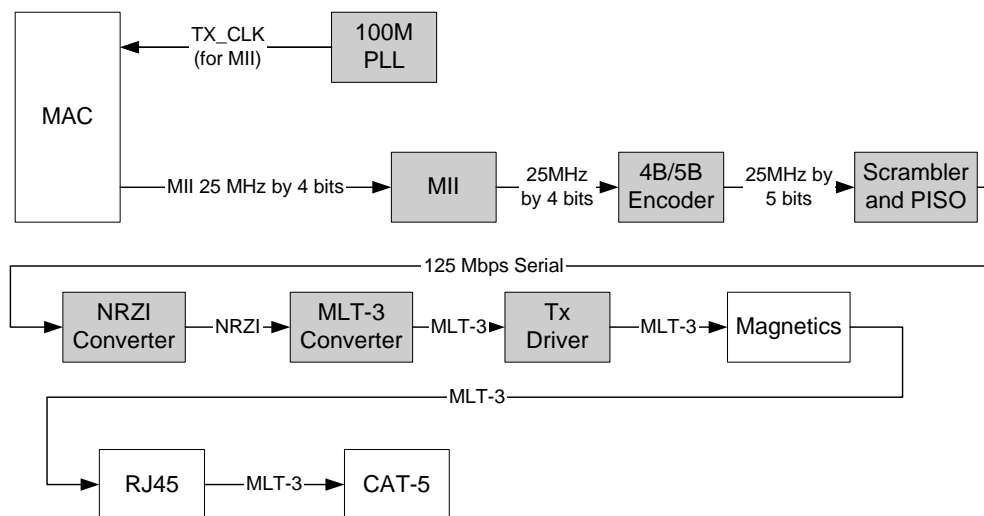 TX_CLK
(for MII)
100M
PLL
MAC
MII 25 MHz by 4 bits
MII
25MHz
by 4 bits
4B/5B
Encoder
25MHz by
5 bits
Scrambler
and PISO
125 Mbps Serial
NRZI
Converter
NRZI
MLT-3
Converter
MLT-3
Tx
Driver
MLT-3
Magnetics
MLT-3
RJ45
MLT-3
CAT-5